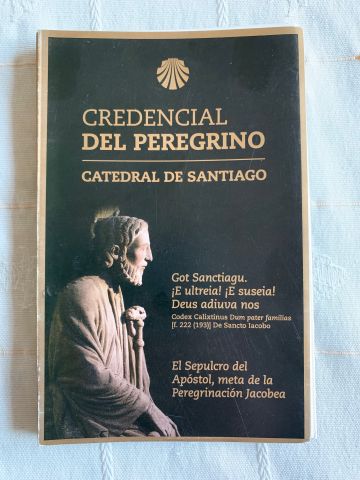 CREDENCIAL
DEL PEREGRINO
CATEDRAL DE SANTIAGO
Got Sanctiagu.
¡E ultreia! ¡E suseia!
Deus adiuva nos
Codex Calixtinus Dum pater familias
[f. 222 (193)] De Sancto Iacobo
El Sepulcro del
Apóstol, meta de la
Peregrinación Jacobea